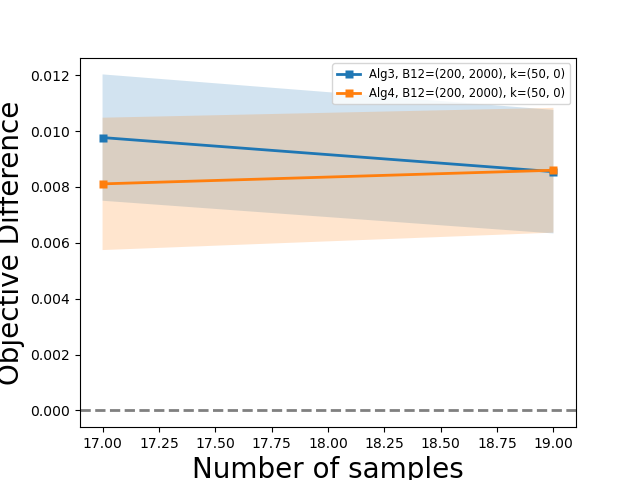 Alg3, B12=(200, 2000), k=(50, 0)
Alg4, B12=(200, 2000), k=(50, 0)
Objective Difference
0.012
0.010
0.008
0.006
0.004
0.002
0.000
17.00 17.25 17.50 17.75 18.00 18.25 18.50 18.75 19.00
Number of samples